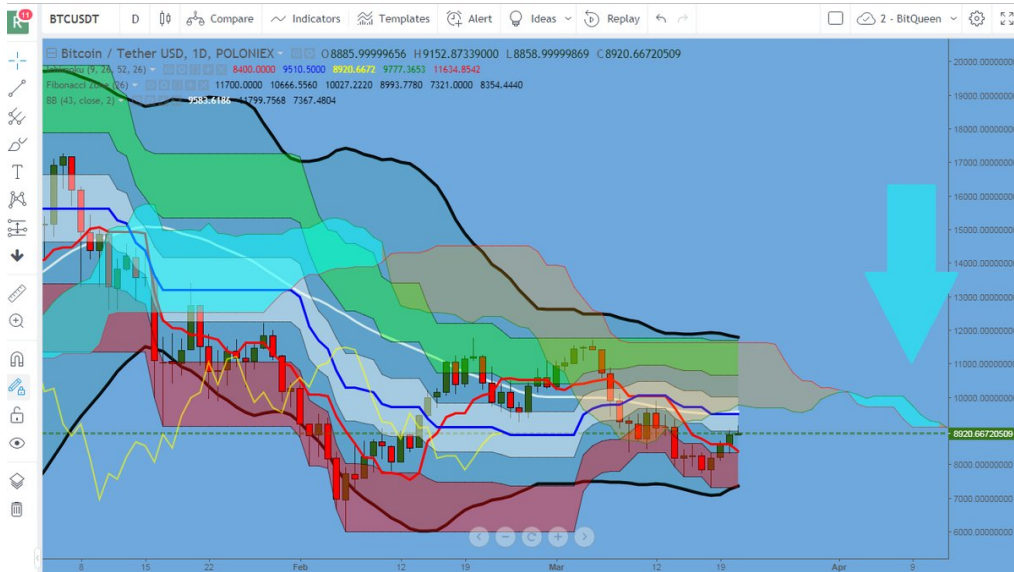 R 11 BTCUSDT D Compare Indicators Templates Alert Ideas Replay 2 - BitQueen
Bitcoin / Tether USD, 1D, POLONIEX O8885.99999656 H9152.87339000 L8858.99999869 C8920.66720509
(9, 26, 52, 26) 8400.0000 9510.5000 8920.6672 9777.3653 11634.8542
Fibonacci Zone (26) 11700.0000 10666.5560 10027.2220 8993.7780 7321.0000 8354.4440
BB (43, close, 2) 9583.6186 11799.7568 7367.4804
T
20000.00000000
19000.00000000
18000.00000000
17000.00000000
16000.00000000
15000.00000000
14000.00000000
13000.00000000
12000.00000000
11000.00000000
10000.00000000
8920.66720509
8000.00000000
7000.00000000
6000.00000000
8 15 22 Feb 12 19 Mar 12 19 Apr 9